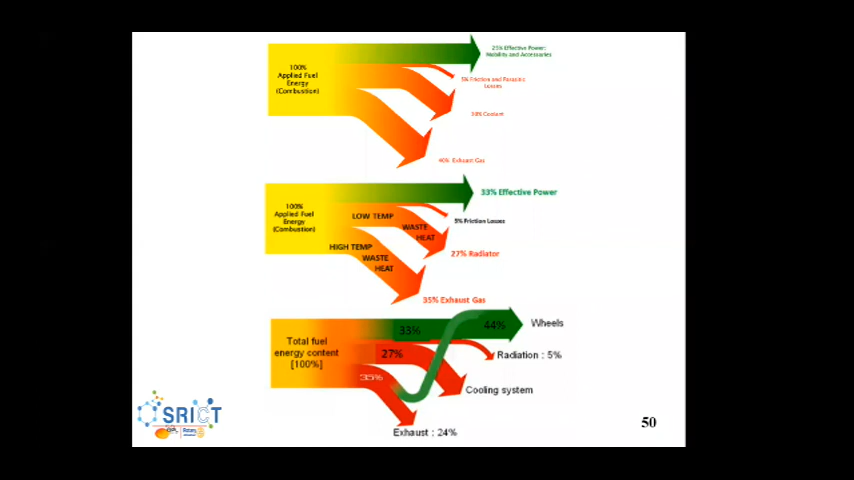 25% Effective Power:
Mobility and Accessories
100%
Applied Fuel
Energy
(Combustion)
5% Friction and Parasitic
Losses
30% Coolant
40% Exhaust Gas
33% Effective Power
100%
Applied Fuel
Energy
(Combustion)
LOW TEMP
5% Friction Losses
WASTE
HEAT
HIGH TEMP
27% Radiator
WASTE
HEAT
35% Exhaust Gas
33%
44%
Wheels
Total fuel
energy content
[100%]
27%
Radiation : 5%
35%
Cooling system
SRICT
Rotary
Exhaust : 24%
50